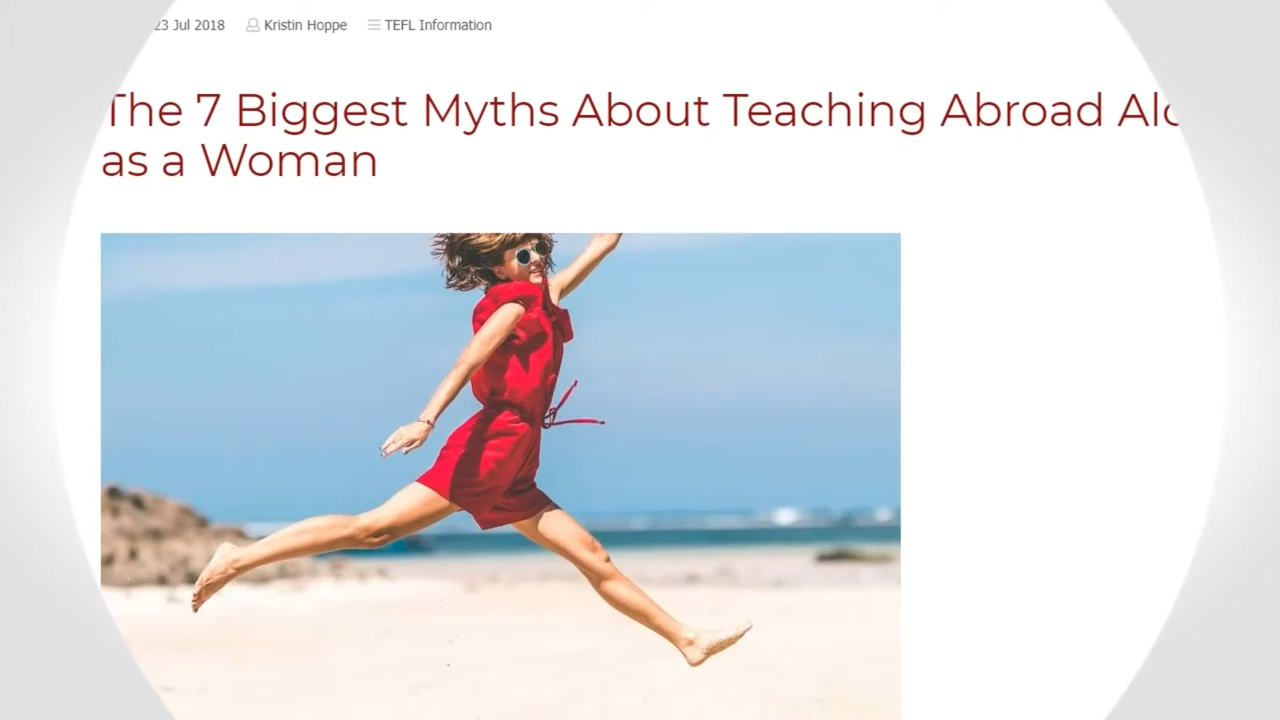 23 Jul 2018 Kristin Hoppe TEFL Information
The 7 Biggest Myths About Teaching Abroad
as a Woman